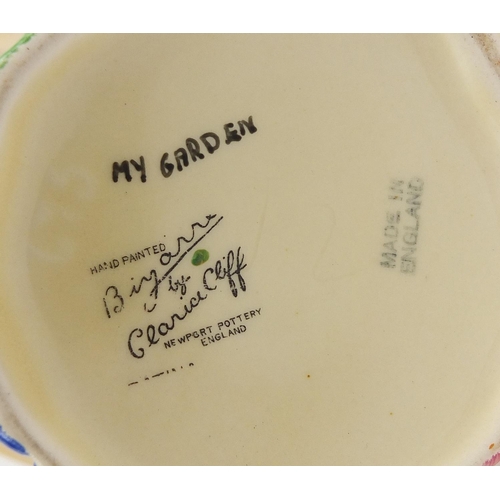 MY GARDEN
HAND PAINTED
Bizarre
by
Clarice Cliff
NEWPORT POTTERY
ENGLAND
MADE IN
ENGLAND